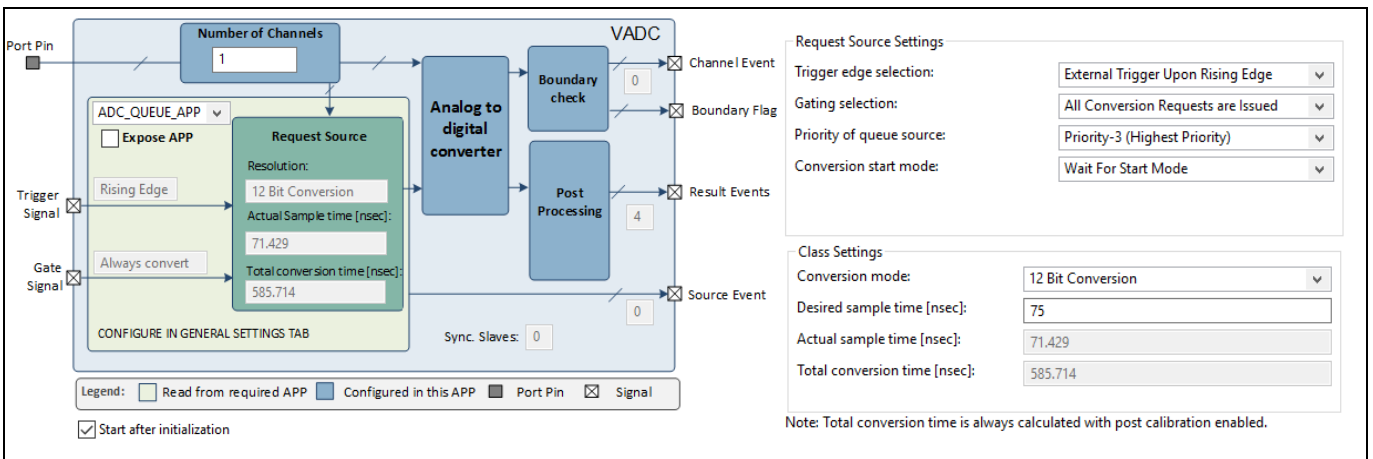 Number of Channels
VADC
Port Pin
1
Channel Event
0
ADC_QUEUE_APP
Expose APP
Request Source
Analog to
digital
converter
Boundary
check
Boundary Flag
Resolution:
12 Bit Conversion
Rising Edge
Trigger
Signal
Actual Sample time [nsec]:
71.429
Post
Processing
Result Events
4
Always convert
Gate
Signal
Total conversion time [nsec]:
585.714
Source Event
0
CONFIGURE IN GENERAL SETTINGS TAB
Sync. Slaves: 0
Legend: Read from required APP Configured in this APP Port Pin Signal
Start after initialization
Request Source Settings
Trigger edge selection: External Trigger Upon Rising Edge
Gating selection: All Conversion Requests are Issued
Priority of queue source: Priority-3 (Highest Priority)
Conversion start mode: Wait For Start Mode
Class Settings
Conversion mode: 12 Bit Conversion
Desired sample time [nsec]: 75
Actual sample time [nsec]: 71.429
Total conversion time [nsec]: 585.714
Note: Total conversion time is always calculated with post calibration enabled.